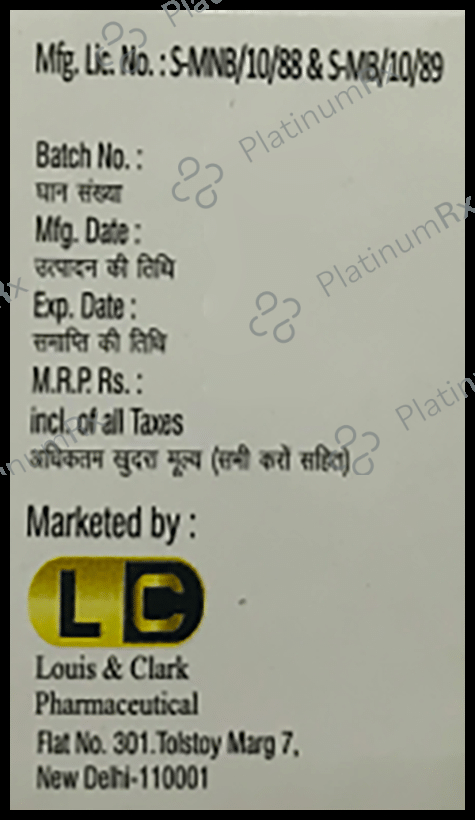 Mfg. Lic. No. : S-MNB/10/88 & S-MB/10/89
Batch No. :
घान संख्या
Mfg. Date :
उत्पादन की तिथि
Exp. Date :
समाप्ति की तिथि
M.R.P. Rs. :
incl. of all Taxes
अधिकतम खुदरा मूल्य (सभी करों सहित)
Marketed by :
LC
Louis & Clark
Pharmaceutical
Flat No. 301.Tolstoy Marg 7,
New Delhi-110001
PlatinumRx
PlatinumRx